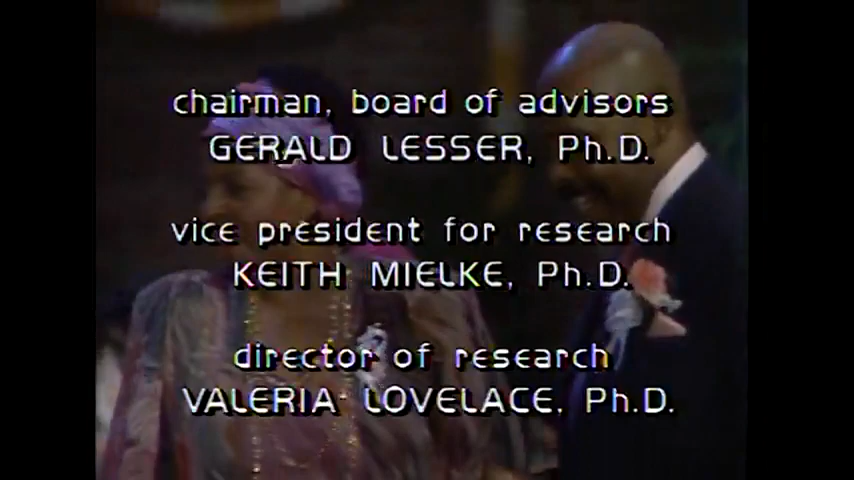 chairman, board of advisors
GERALD LESSER, Ph.D.
vice president for research
KEITH MIELKE, Ph.D.
director of research
VALERIA LOVELACE, Ph.D.